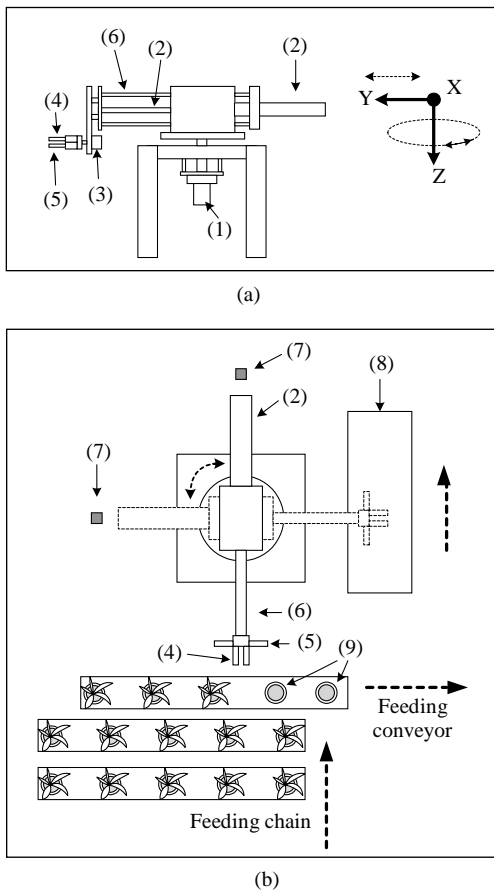 (6)
(2)
(2)
(4)
Y
X
(5)
(3)
Z
(1)
(a)
(7)
(8)
(2)
(7)
(6)
(5)
(4)
(9)
Feeding
conveyor
Feeding chain
(b)